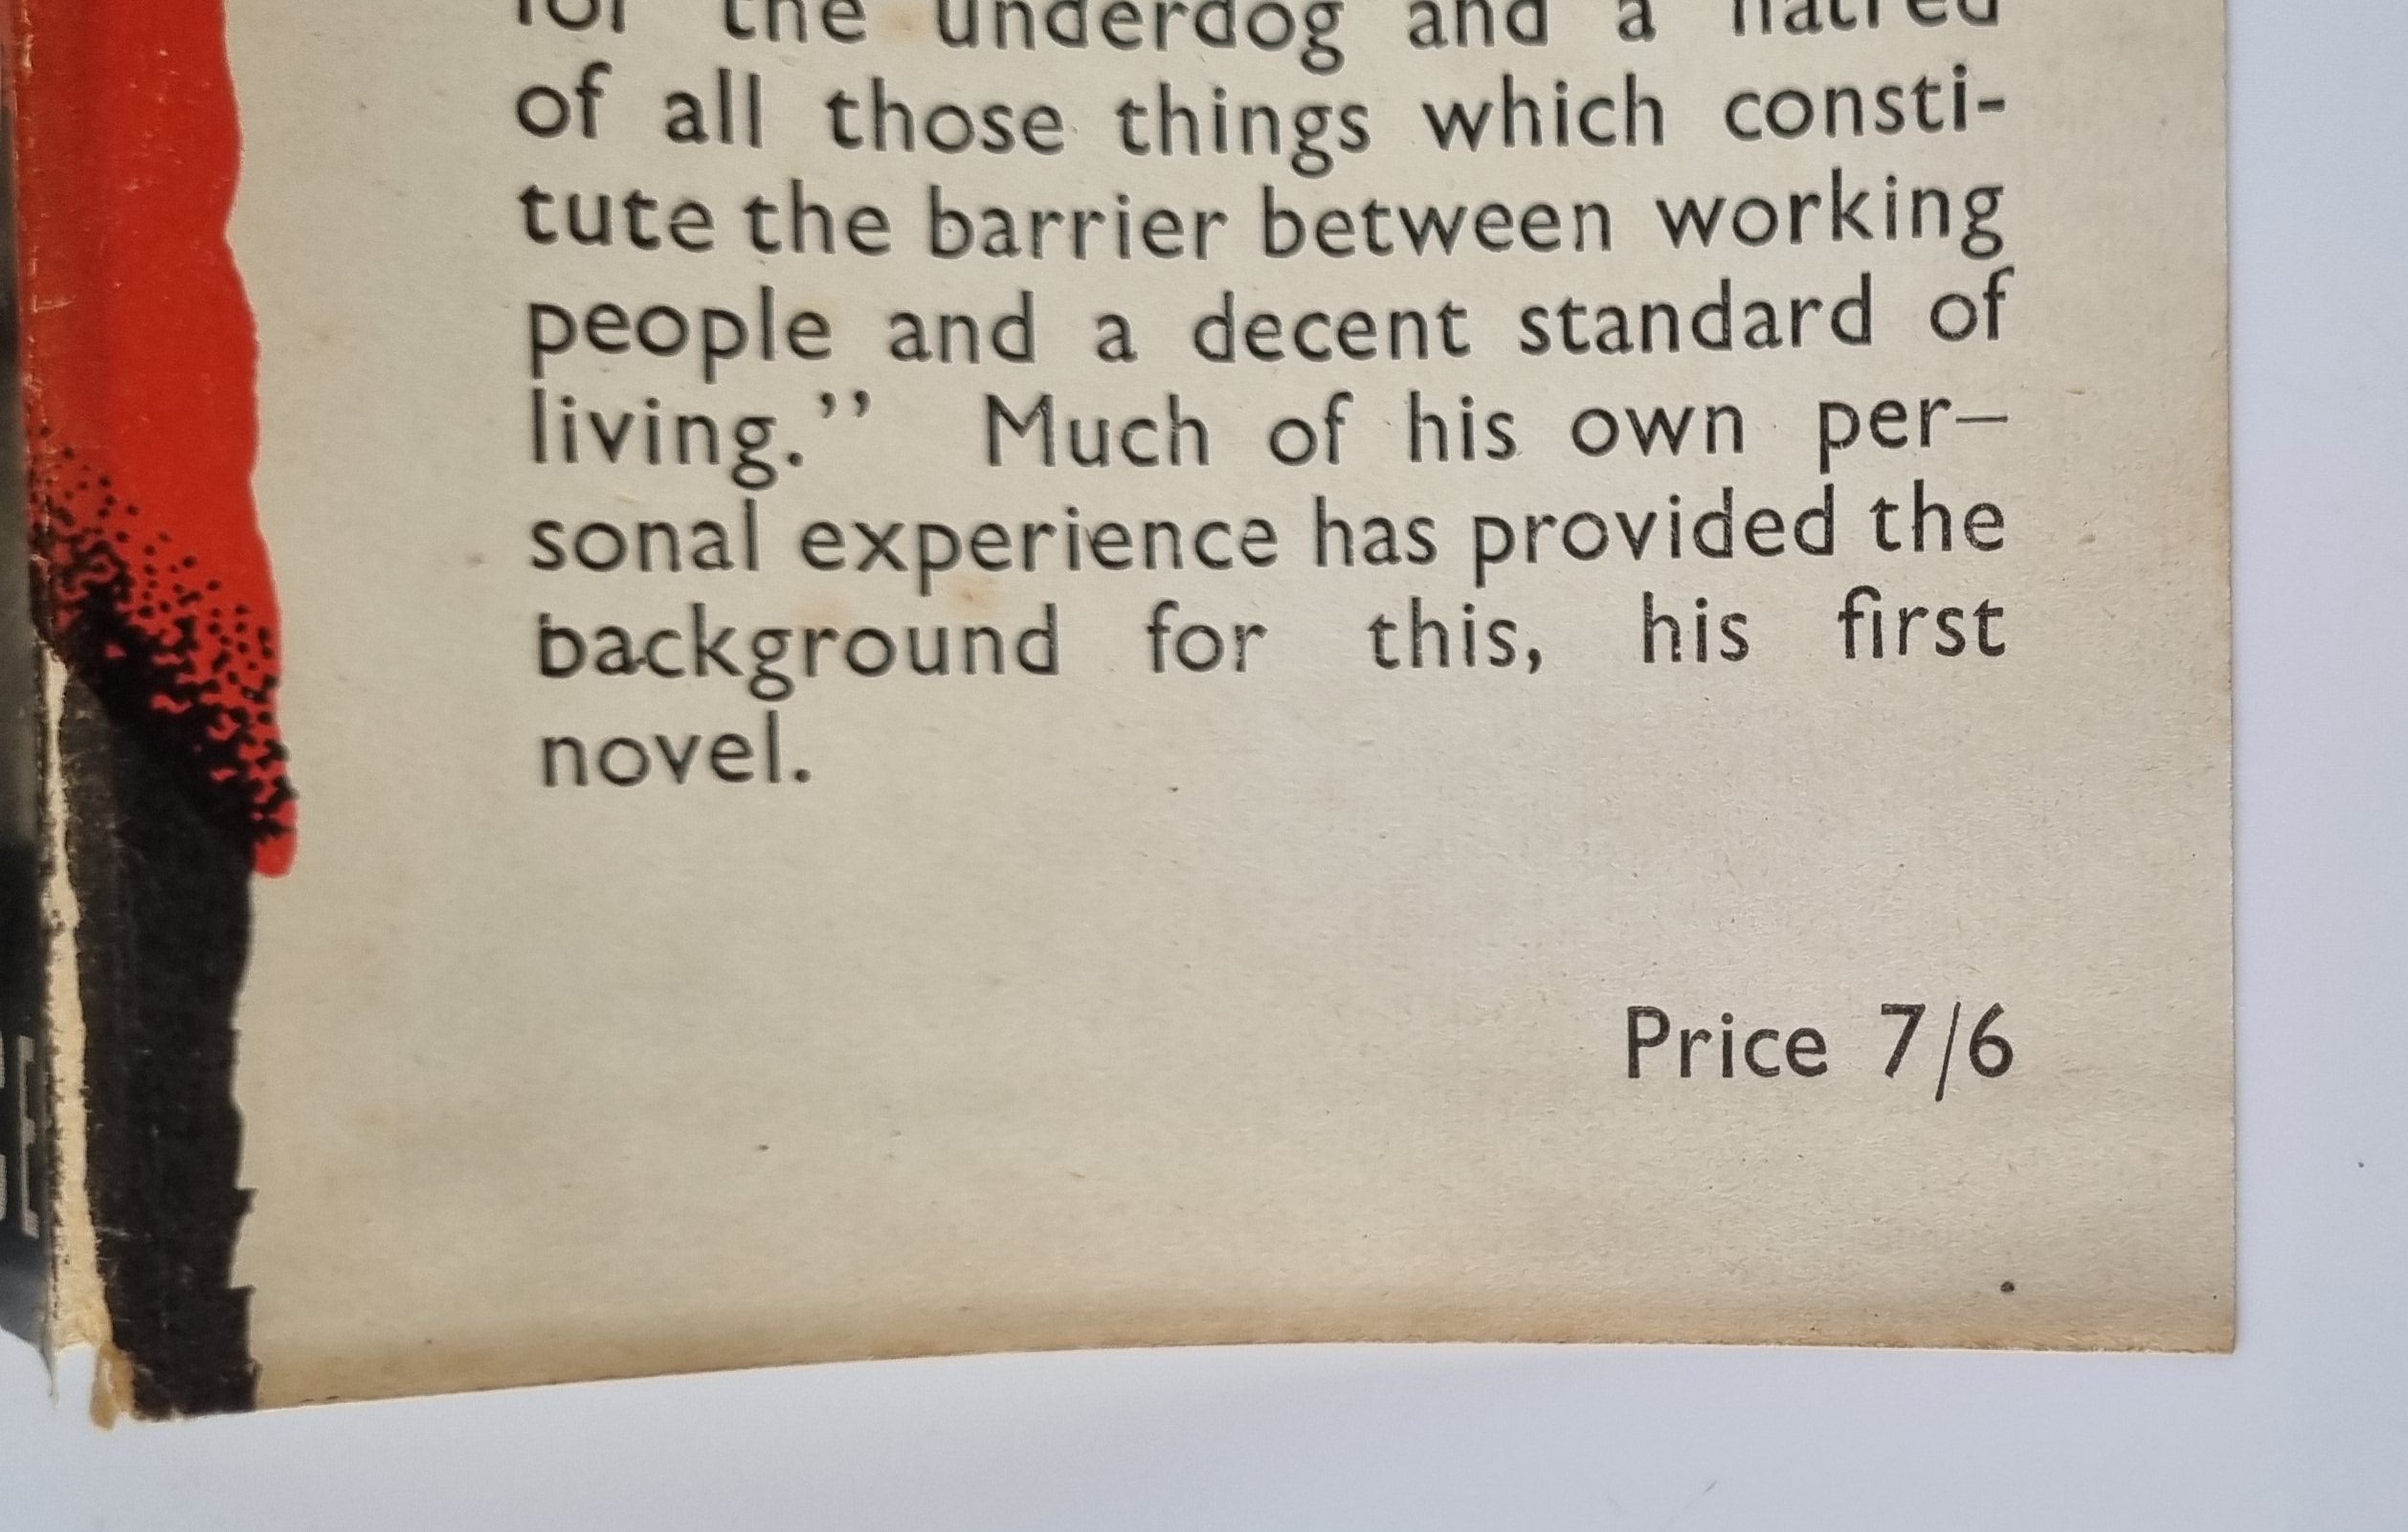 for the underdog and a hatred
of all those things which consti-
tute the barrier between working
people and a decent standard of
living.’’ Much of his own per–
sonal experience has provided the
background for this, his first
novel.
Price 7/6